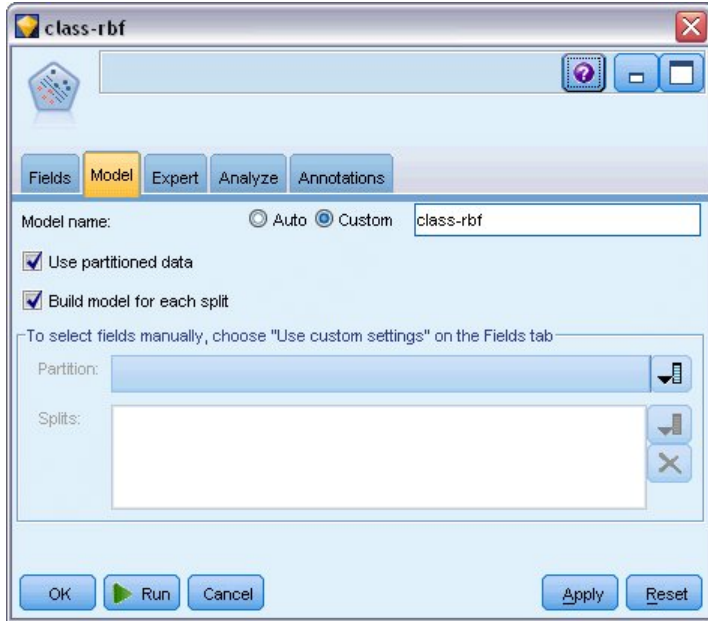 class-rbf
Fields Model Expert Analyze Annotations
Model name: Auto Custom class-rbf
Use partitioned data
Build model for each split
To select fields manually, choose "Use custom settings" on the Fields tab
Partition:
Splits:
OK Run Cancel Apply Reset